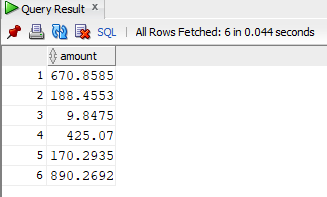 Query Result ×
SQL | All Rows Fetched: 6 in 0.044 seconds
amount
1 670.8585
2 188.4553
3 9.8475
4 425.07
5 170.2935
6 890.2692